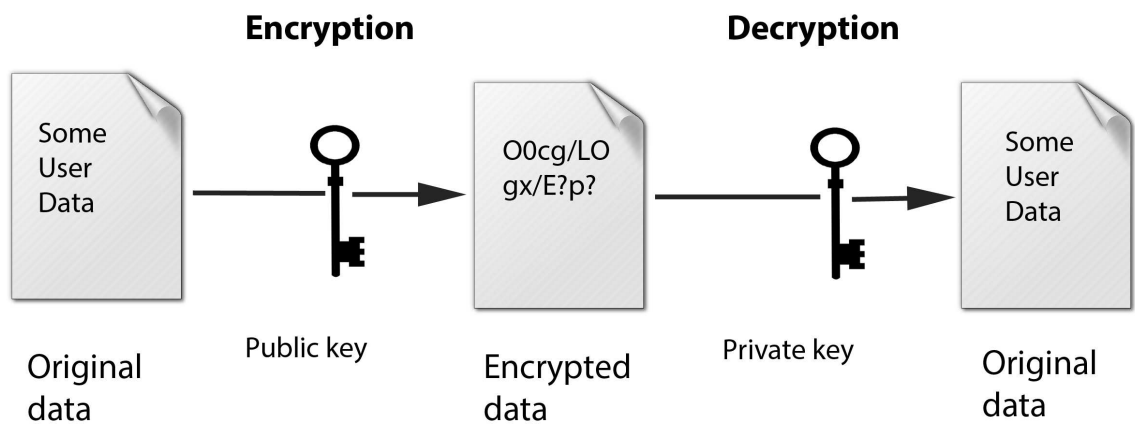 Encryption
Decryption
Some
User
Data
O0cg/LO
gx/E?p?
Some
User
Data
Public key
Private key
Original
data
Encrypted
data
Original
data